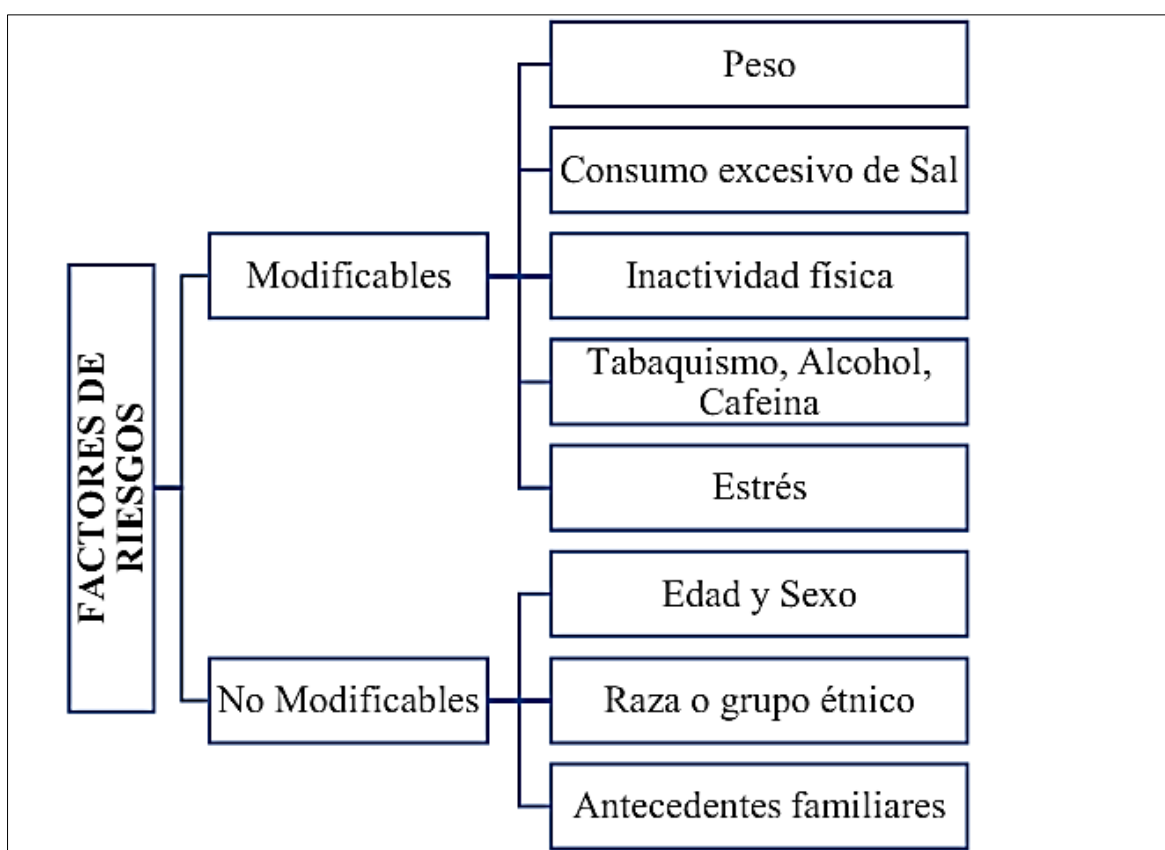 FACTORES DE
RIESGOS
Modificables
Peso
Consumo excesivo de Sal
Inactividad física
Tabaquismo, Alcohol,
Cafeina
Estrés
No Modificables
Edad y Sexo
Raza o grupo étnico
Antecedentes familiares